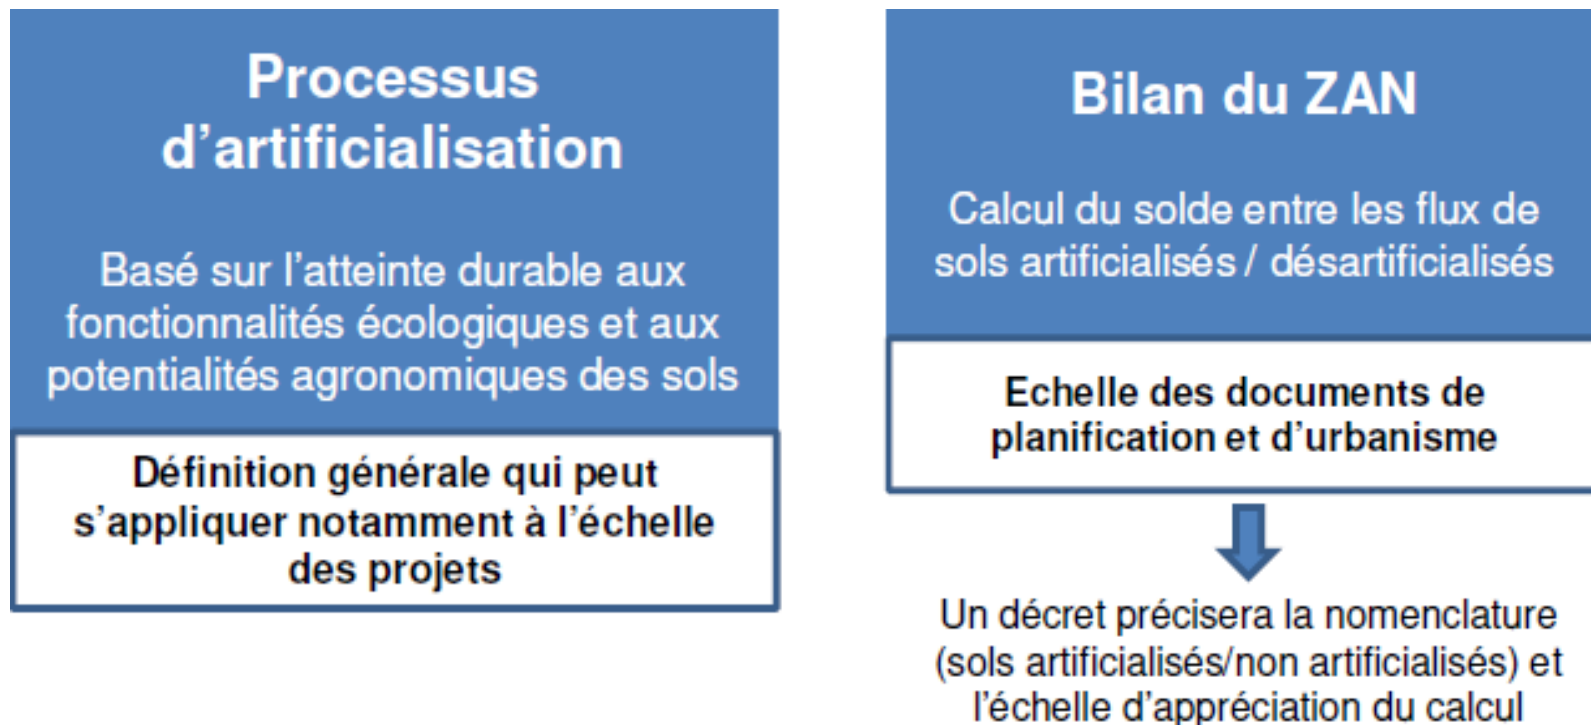 Processus
d'artificialisation
Basé sur l'atteinte durable aux
fonctionnalités écologiques et aux
potentialités agronomiques des sols
Définition générale qui peut
s'appliquer notamment à l'échelle
des projets
Bilan du ZAN
Calcul du solde entre les flux de
sols artificialisés / désartificialisés
Echelle des documents de
planification et d'urbanisme
Un décret précisera la nomenclature
(sols artificialisés/non artificialisés) et
l'échelle d'appréciation du calcul